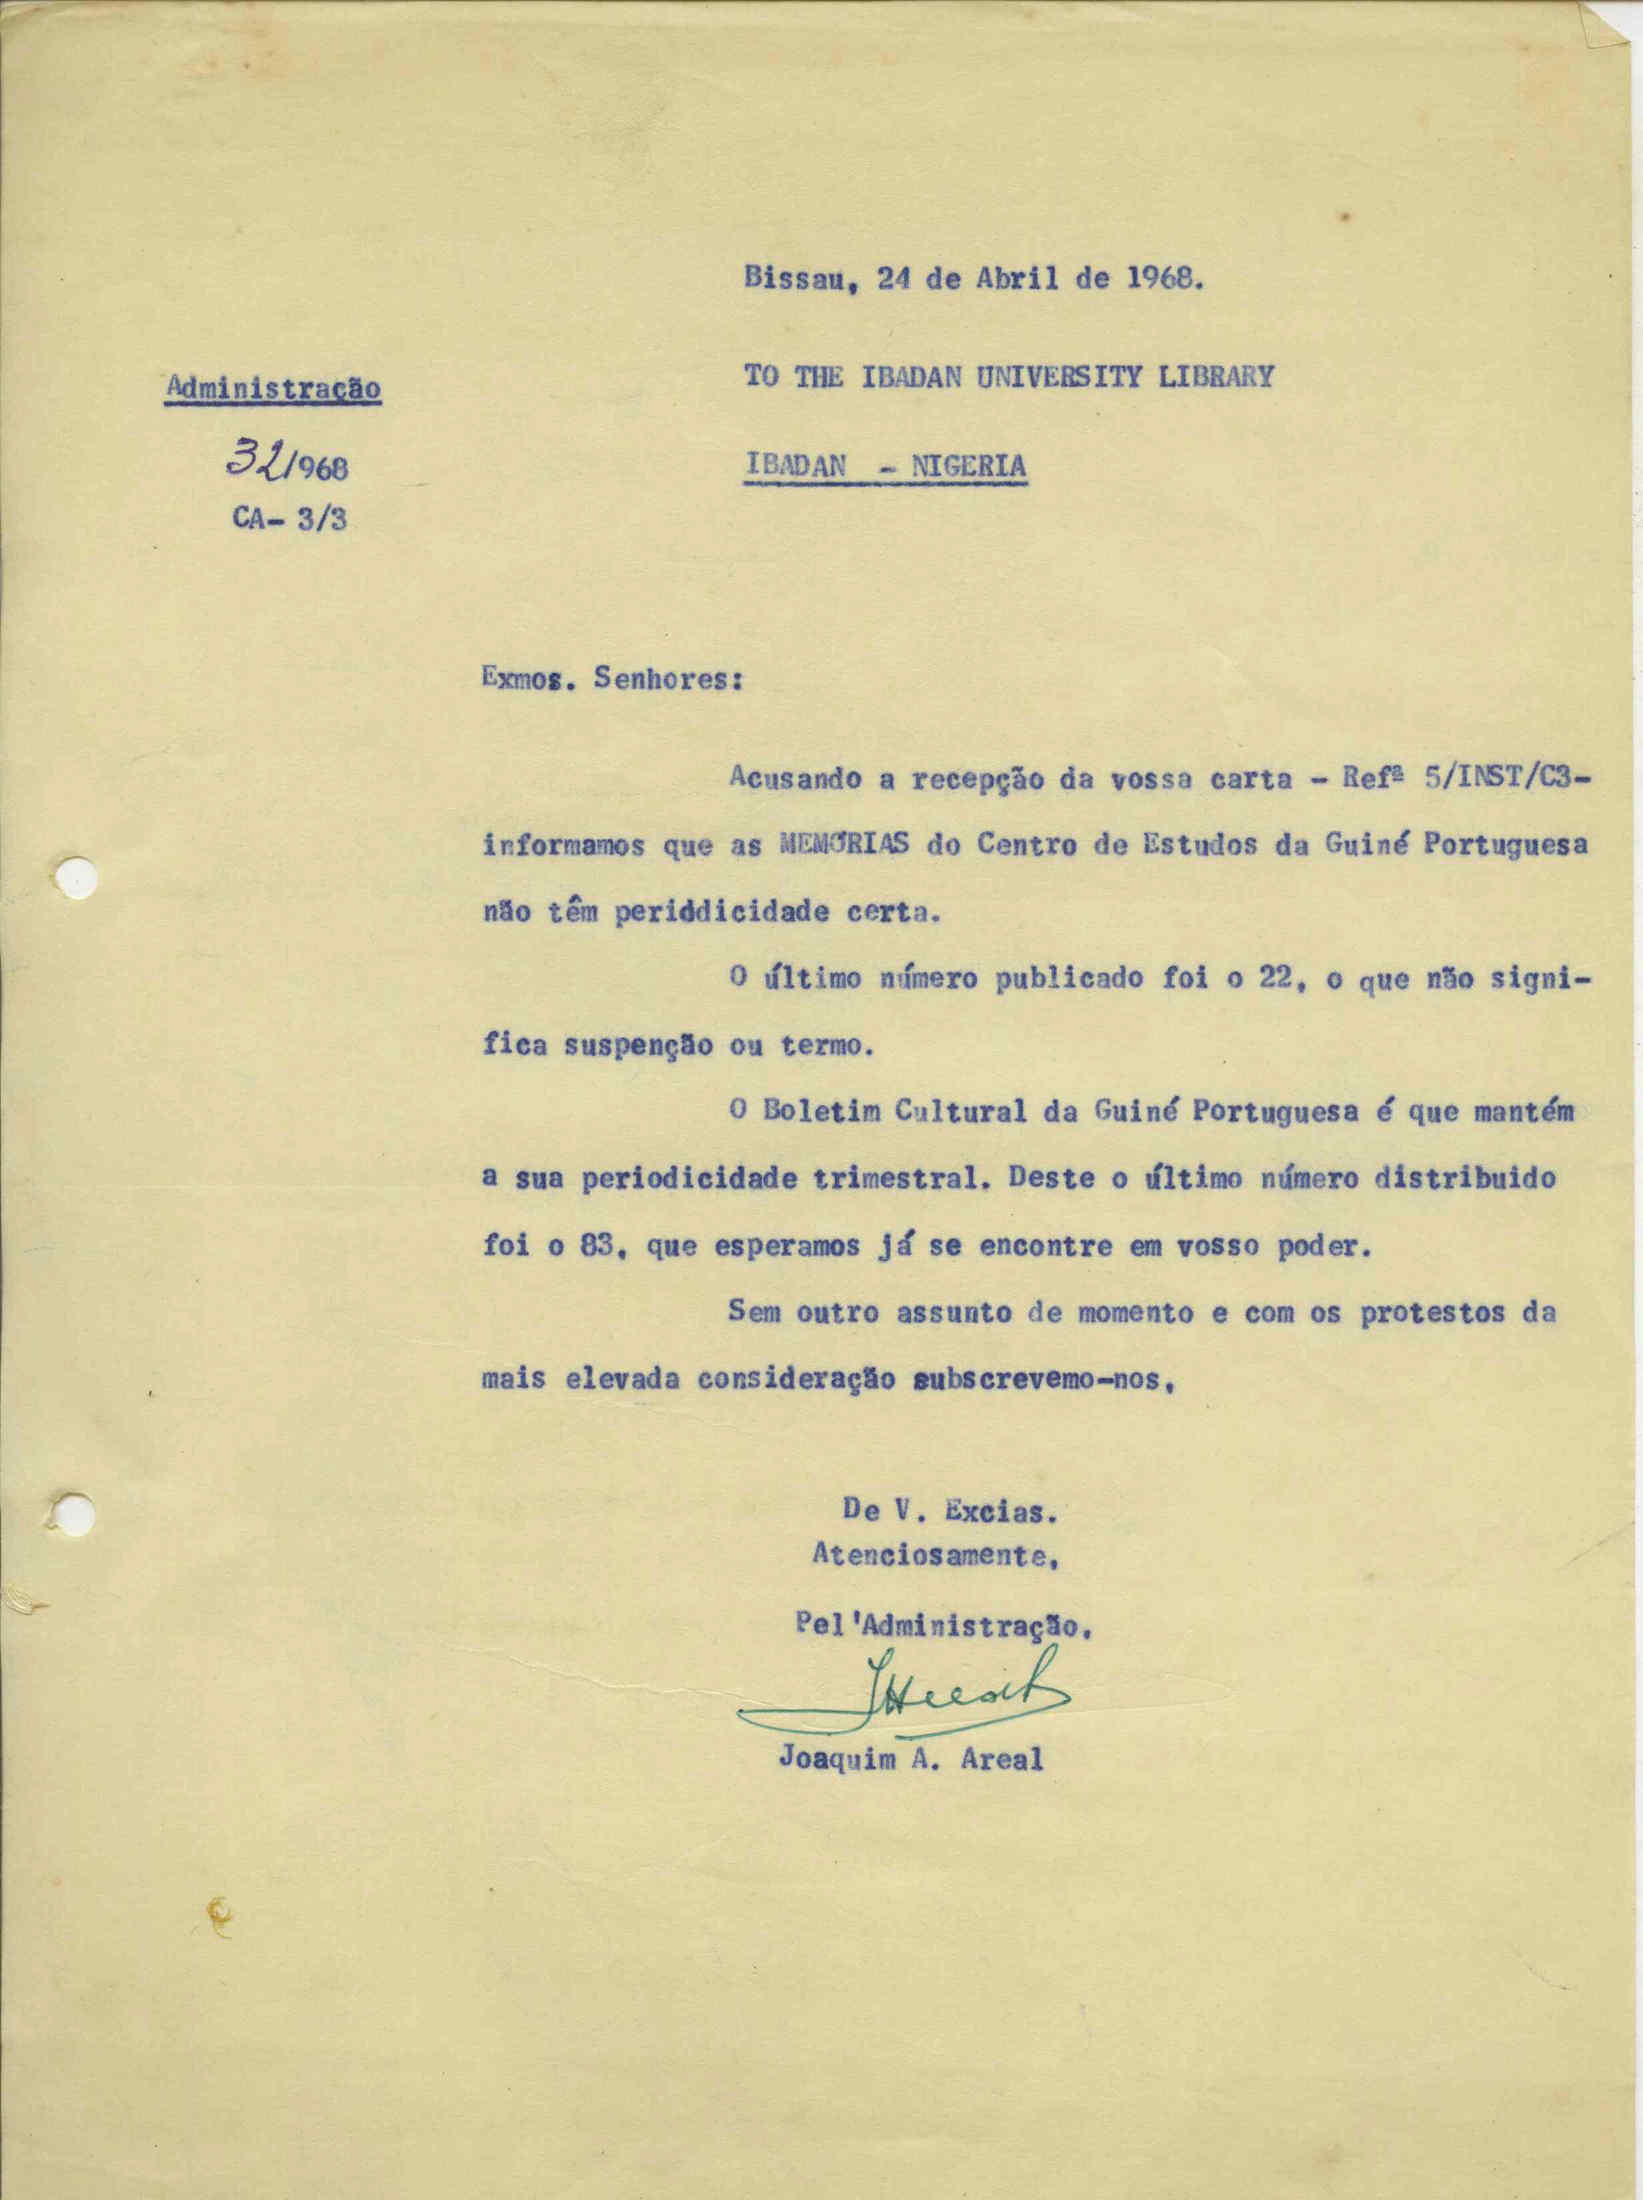 Bissau, 24 de Abril de 1968.
TO THE IBADAN UNIVERSITY LIBRARY
Administração
32/968
IBADAN - NIGERIA
CA- 3/3
Exmos. Senhores:
Acusando a recepção da vossa carta - Refª 5/INST/C3-
informamos que as MEMÓRIAS do Centro de Estudos da Guiné Portuguesa
não têm periddicidade certa.
O último número publicado foi o 22, o que não signi-
fica suspenção ou termo.
O Boletim Cultural da Guiné Portuguesa é que mantém
a sua periodicidade trimestral. Deste o último número distribuido
foi o 83, que esperamos já se encontre em vosso poder.
Sem outro assunto de momento e com os protestos da
mais elevada consideração subscrevemo-nos,
De V. Excias.
Atenciosamente,
Pel'Administração,
Joaquim A. Areal